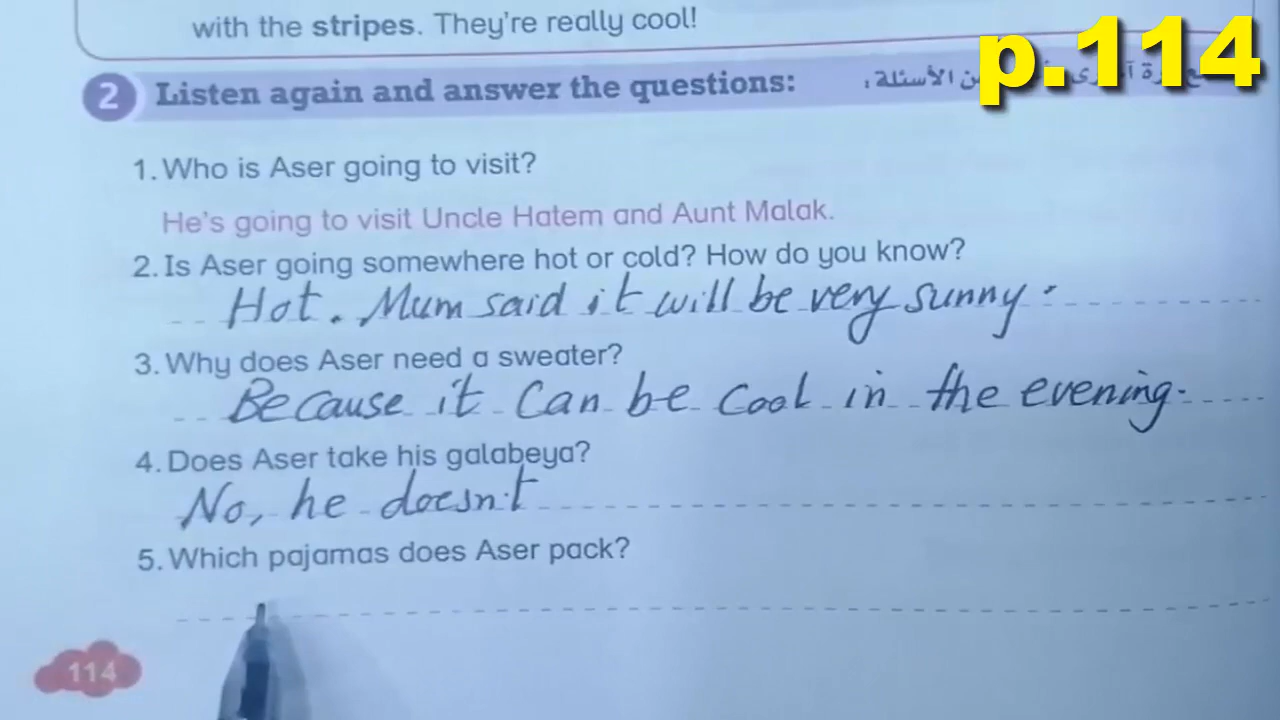 with the stripes. They're really cool!
p.114
2 Listen again and answer the questions: الأسئلة:
1. Who is Aser going to visit?
He's going to visit Uncle Hatem and Aunt Malak.
2. Is Aser going somewhere hot or cold? How do you know?
Hot. Mum said it will be very sunny.
3. Why does Aser need a sweater?
Because it can be cool in the evening.
4. Does Aser take his galabeya?
No, he doesn't
5. Which pajamas does Aser pack?
114